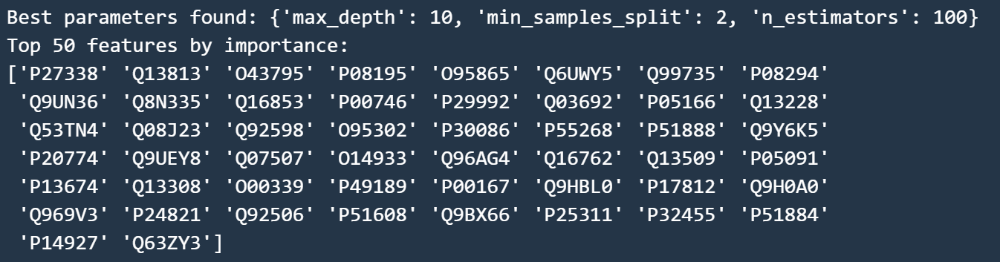 Best parameters found: {'max_depth': 10, 'min_samples_split': 2, 'n_estimators': 100}
Top 50 features by importance:
['P27338' 'Q13813' 'O43795' 'P08195' 'O95865' 'Q6UWY5' 'Q99735' 'P08294'
 'Q9UN36' 'Q8N335' 'Q16853' 'P00746' 'P29992' 'Q03692' 'P05166' 'Q13228'
 'Q53TN4' 'Q08J23' 'Q92598' 'O95302' 'P30086' 'P55268' 'P51888' 'Q9Y6K5'
 'P20774' 'Q9UEY8' 'Q07507' 'O14933' 'Q96AG4' 'Q16762' 'Q13509' 'P05091'
 'P13674' 'Q13308' 'O00339' 'P49189' 'P00167' 'Q9HBL0' 'P17812' 'Q9H0A0'
 'Q969V3' 'P24821' 'Q92506' 'P51608' 'Q9BX66' 'P25311' 'P32455' 'P51884'
 'P14927' 'Q63ZY3']